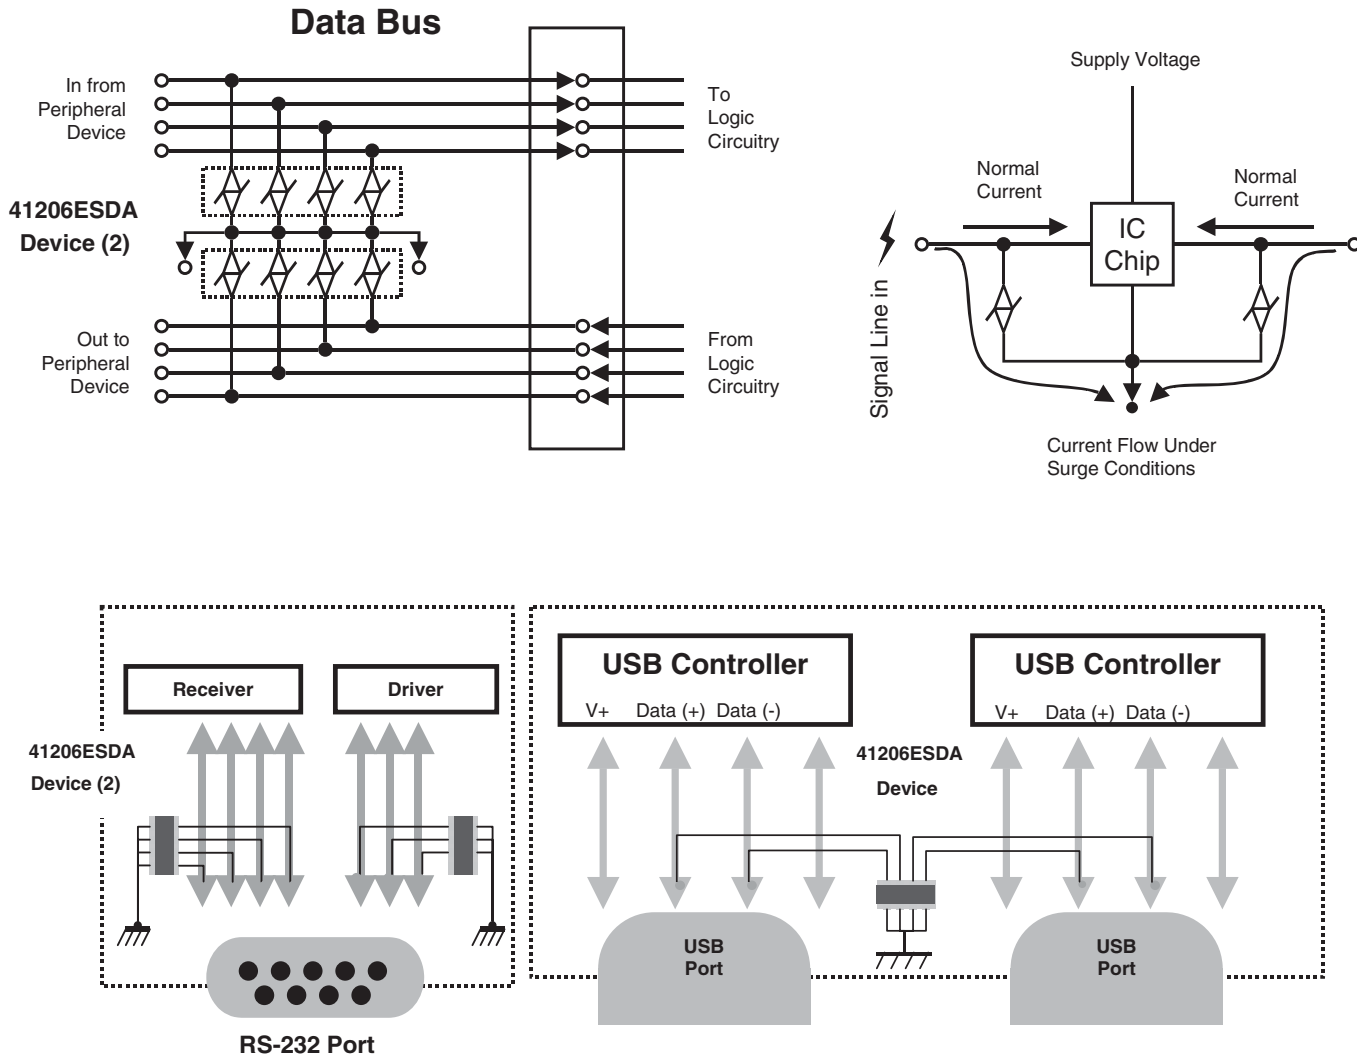 Data Bus
In from
Peripheral
Device
To
Logic
Circuitry
41206ESDA
Device (2)
Out to
Peripheral
Device
From
Logic
Circuitry
Supply Voltage
Normal
Current
Normal
Current
IC
Chip
Signal Line in
Current Flow Under
Surge Conditions
Receiver
Driver
41206ESDA
Device (2)
RS-232 Port
USB Controller
V+ Data (+) Data (-)
USB Controller
V+ Data (+) Data (-)
41206ESDA
Device
USB
Port
USB
Port